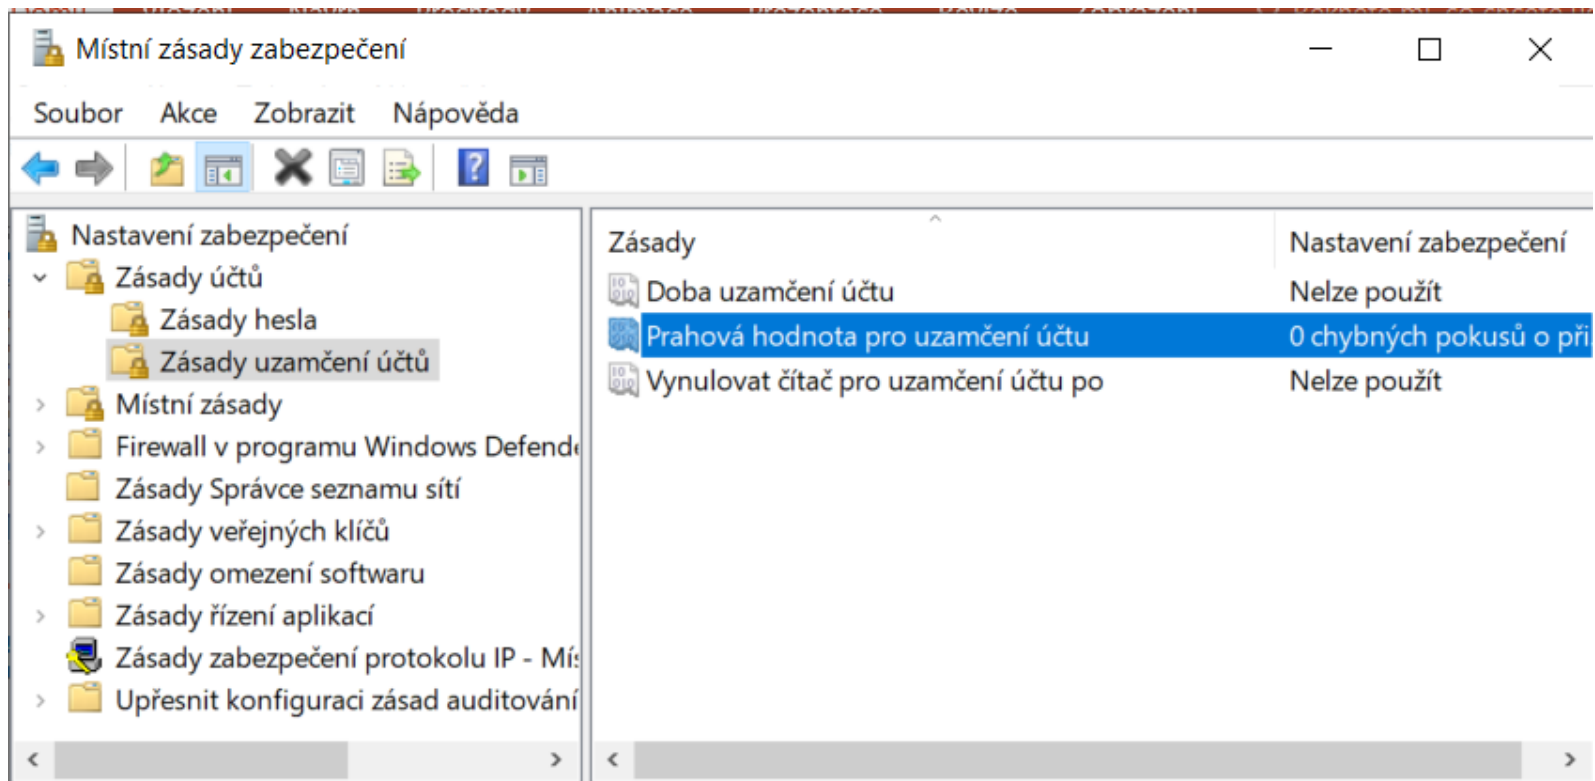 Místní zásady zabezpečení
Soubor Akce Zobrazit Nápověda
Nastavení zabezpečení
Zásady účtů
Zásady hesla
Zásady uzamčení účtů
Místní zásady
Firewall v programu Windows Defende
Zásady Správce seznamu sítí
Zásady veřejných klíčů
Zásady omezení softwaru
Zásady řízení aplikací
Zásady zabezpečení protokolu IP - Mís
Upřesnit konfiguraci zásad auditování
Zásady Nastavení zabezpečení
Doba uzamčení účtu Nelze použít
Prahová hodnota pro uzamčení účtu 0 chybných pokusů o při
Vynulovat čítač pro uzamčení účtu po Nelze použít